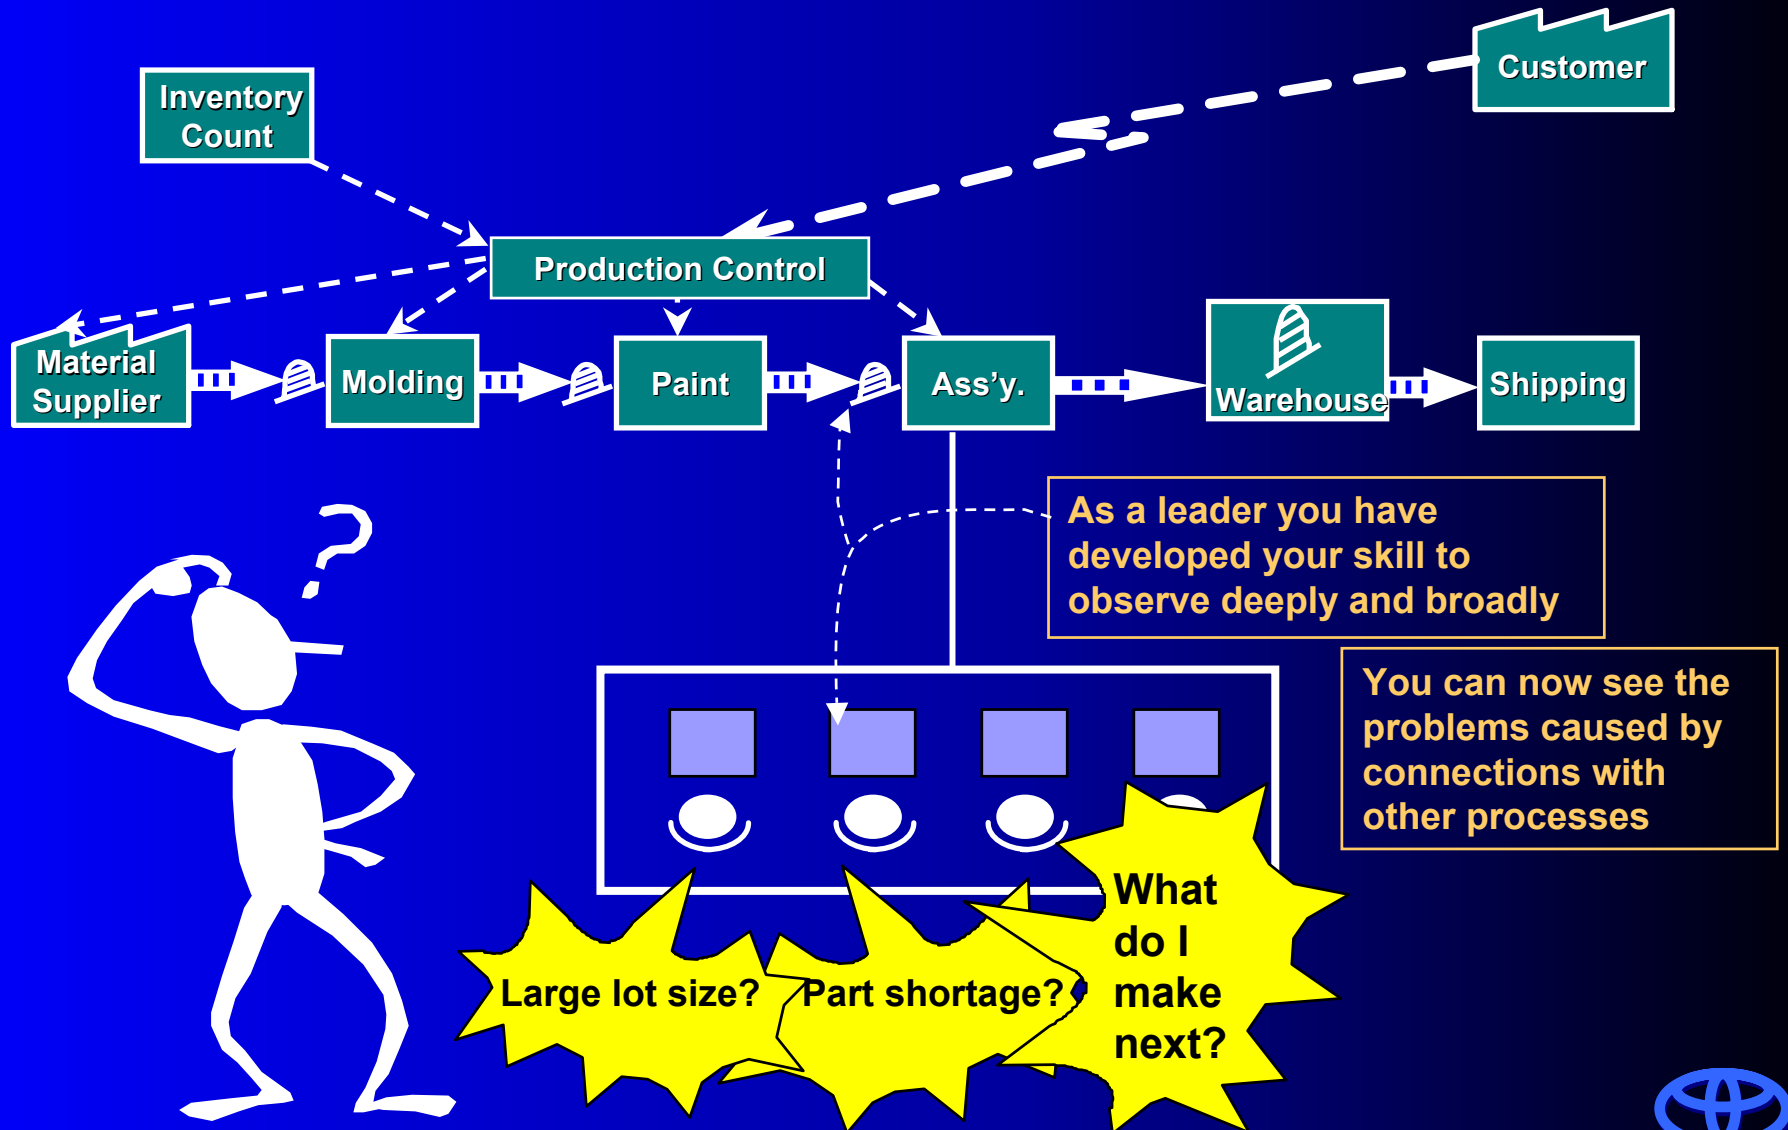 Customer
Inventory
Count
Production Control
Material
Supplier
Molding
Paint
Ass’y.
Warehouse
Shipping
As a leader you have
developed your skill to
observe deeply and broadly
You can now see the
problems caused by
connections with
other processes
?
Large lot size?
Part shortage?
What
do I
make
next?